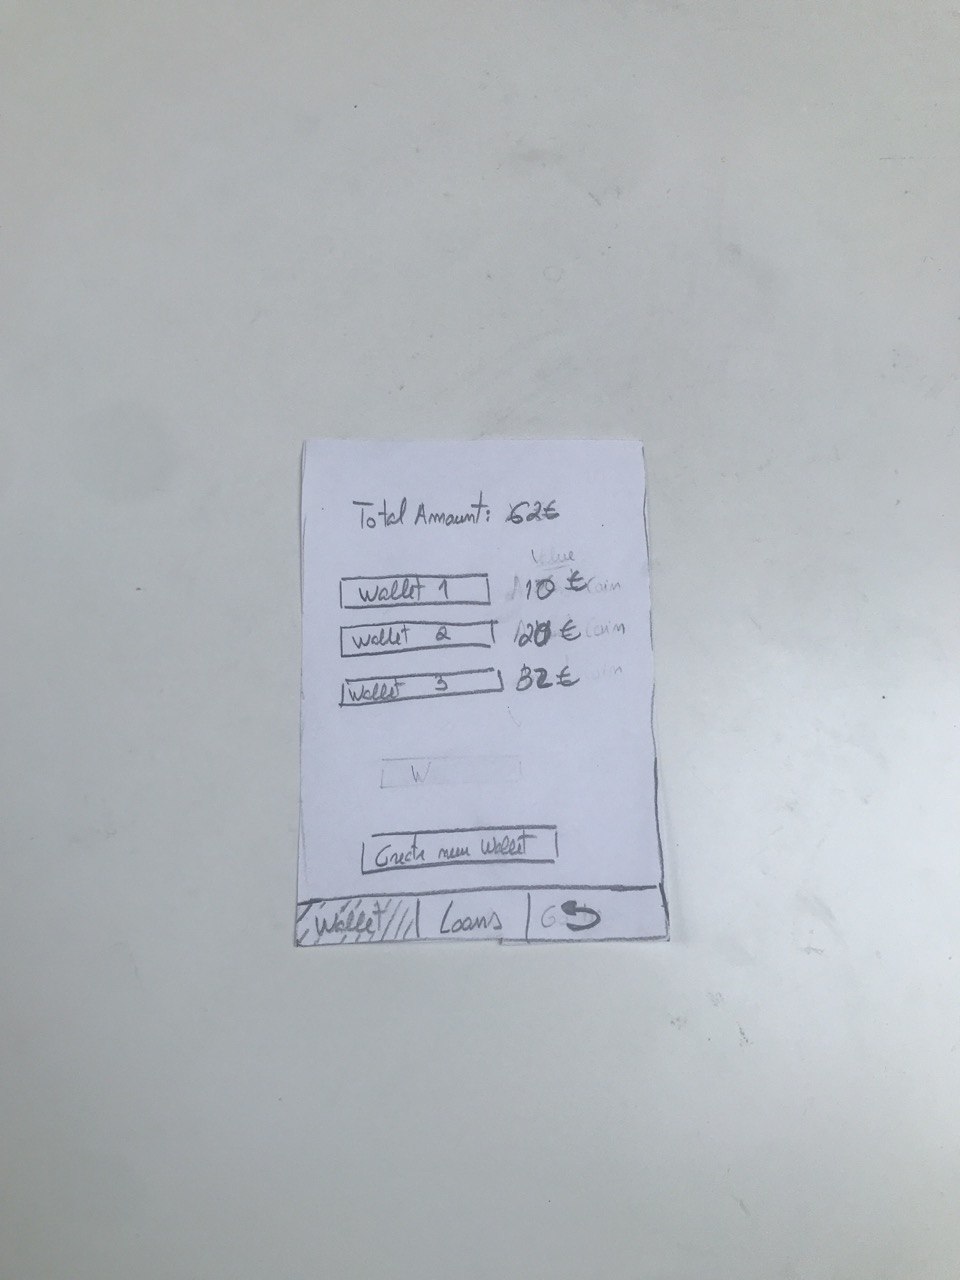 Total Amount: 62€
Value
Wallet 1 10 € Coin
Wallet 2 20 € Coin
Wallet 3 32 € Coin
W
Create new Wallet
Wallet Loans